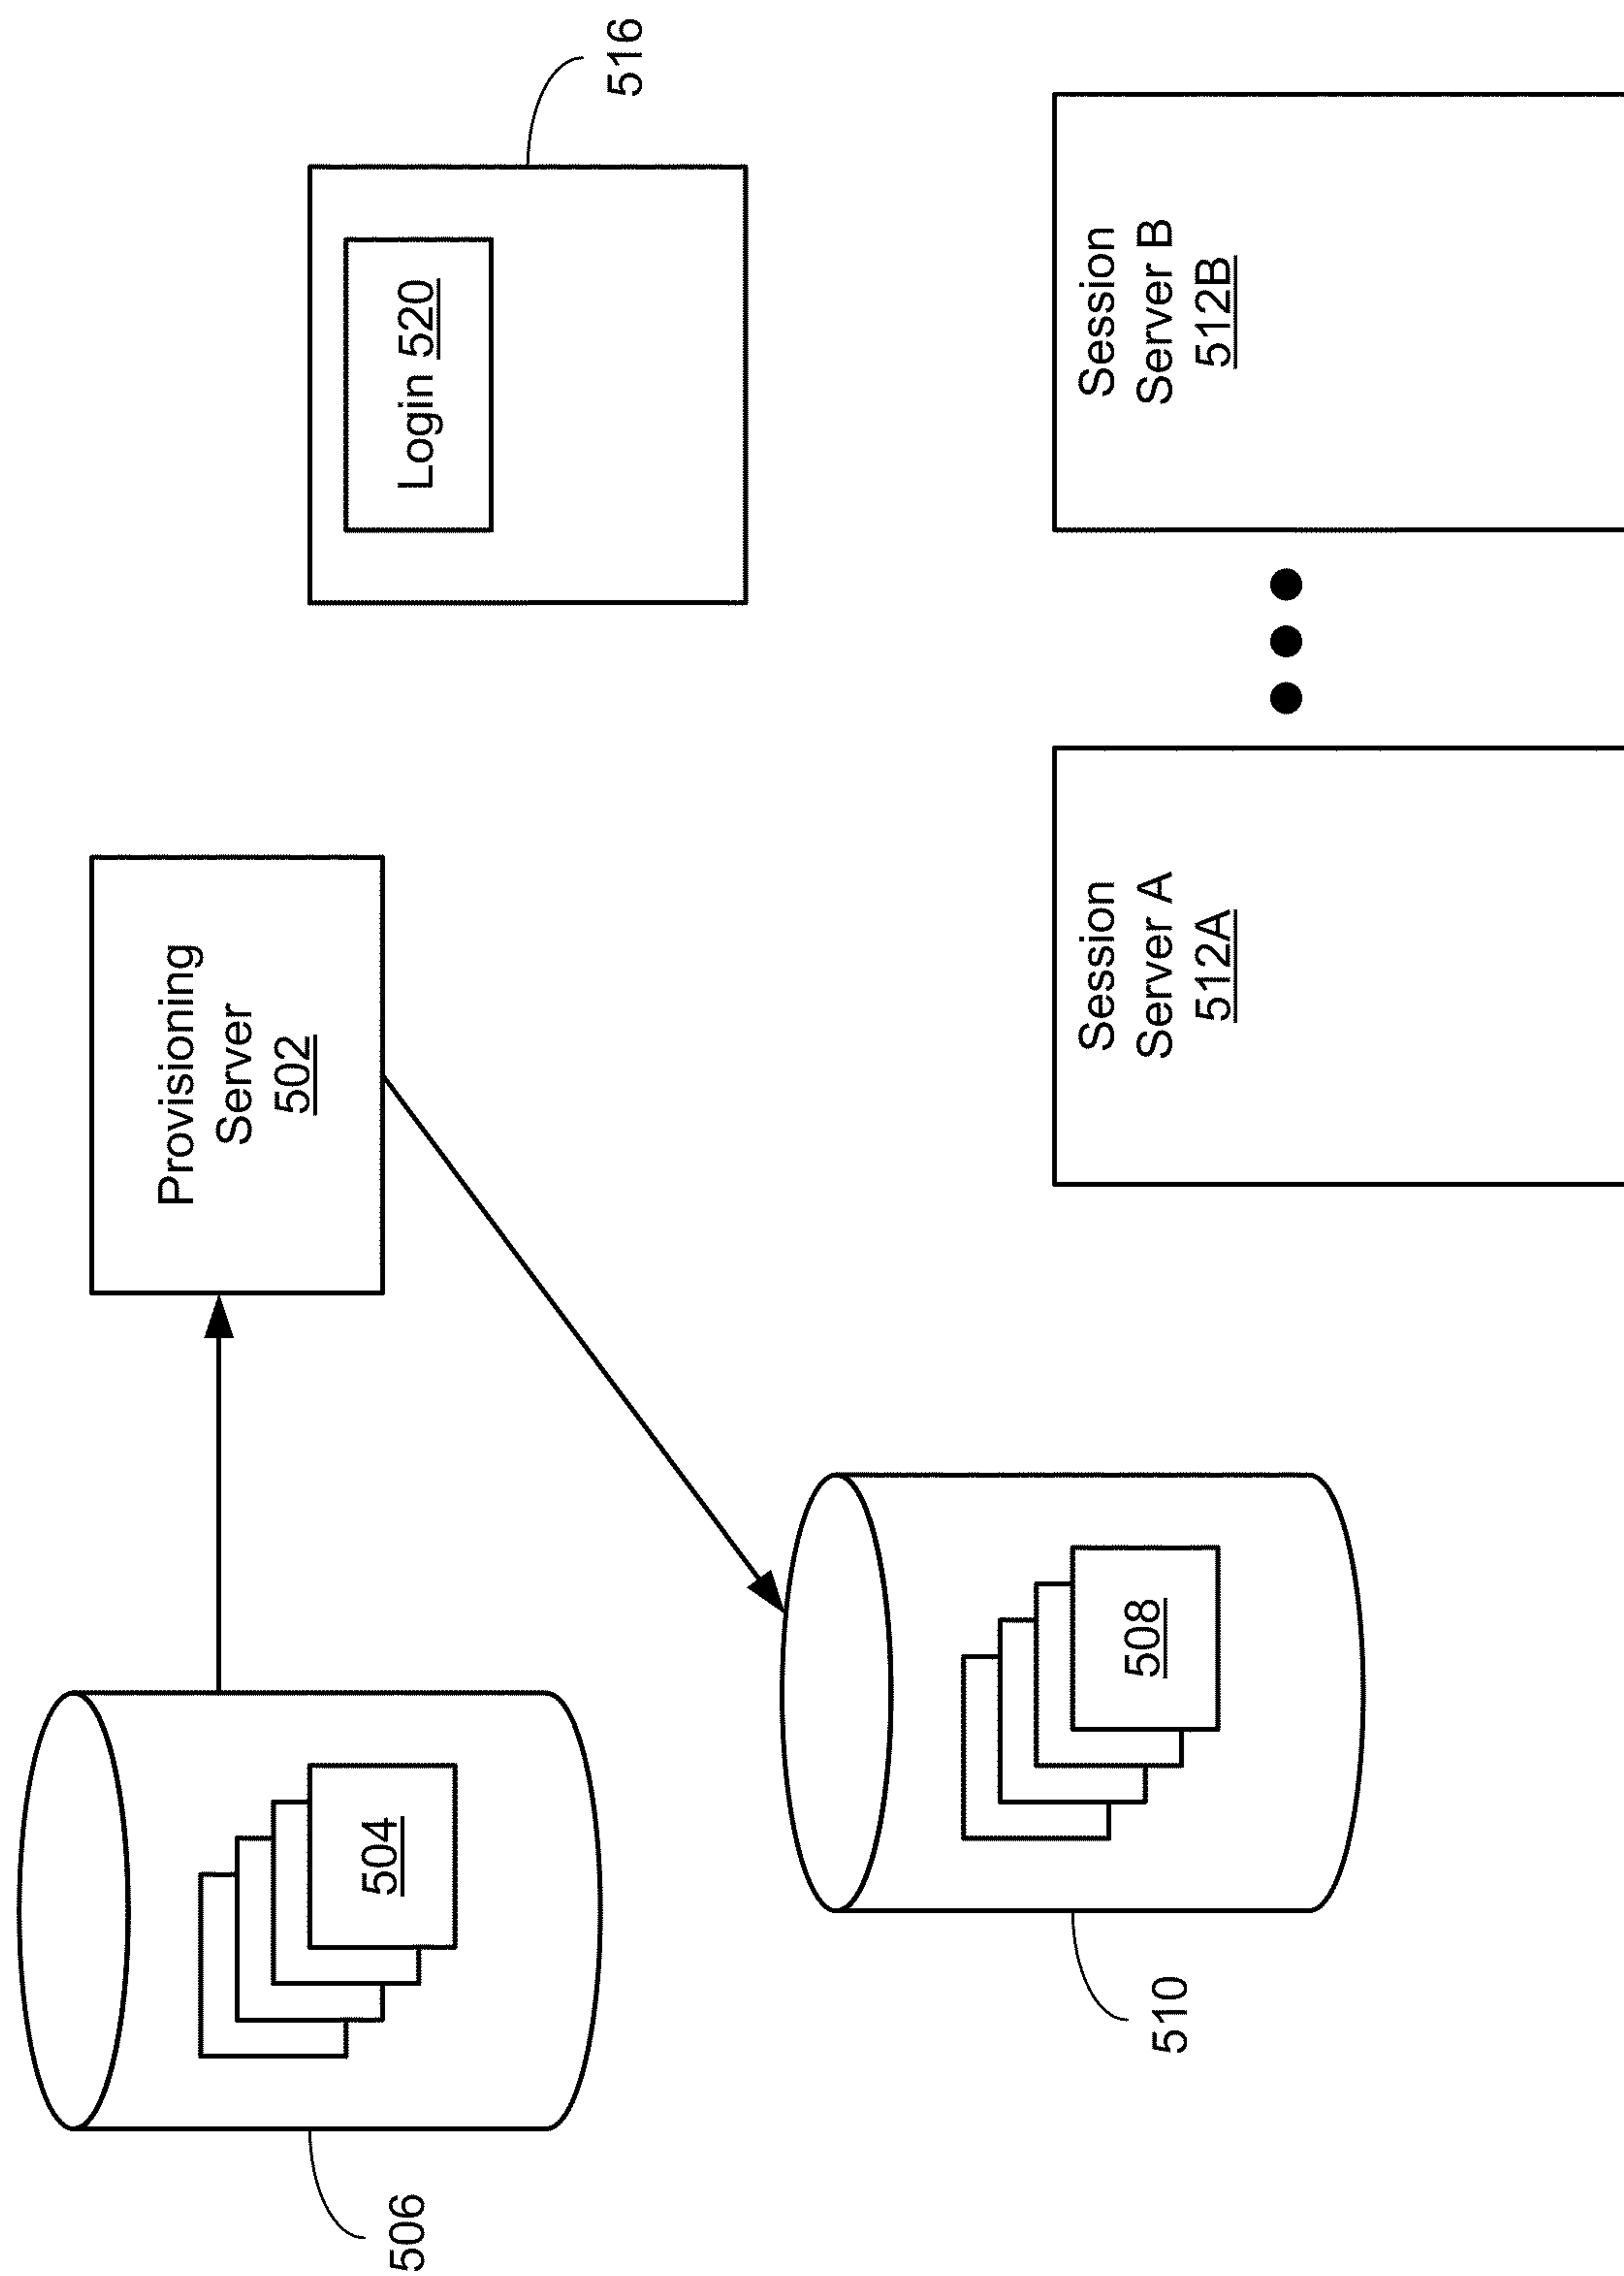 506
504
Provisioning
Server
502
Login 520
516
510
508
Session
Server A
512A
Session
Server B
512B